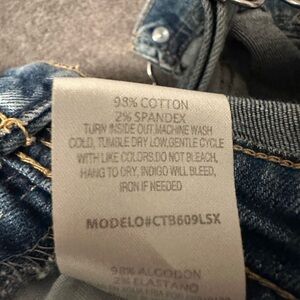 98% COTTON
2% SPANDEX
TURN INSIDE OUT,MACHINE WASH
COLD, TUMBLE DRY LOW,GENTLE CYCLE
WITH LIKE COLORS.DO NOT BLEACH,
HANG TO DRY, INDIGO WILL BLEED,
IRON IF NEEDED
MODELO#CTB609LSX
98% ALGODON
2% ELASTANO